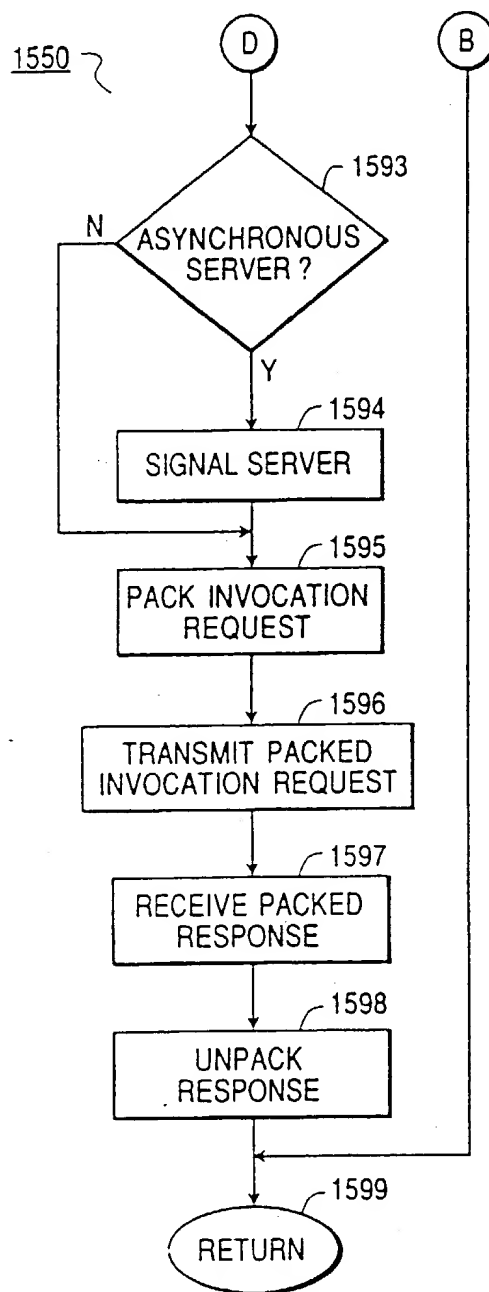 D
B
1550
1593
N
ASYNCHRONOUS
SERVER ?
Y
1594
SIGNAL SERVER
1595
PACK INVOCATION
REQUEST
1596
TRANSMIT PACKED
INVOCATION REQUEST
1597
RECEIVE PACKED
RESPONSE
1598
UNPACK
RESPONSE
1599
RETURN